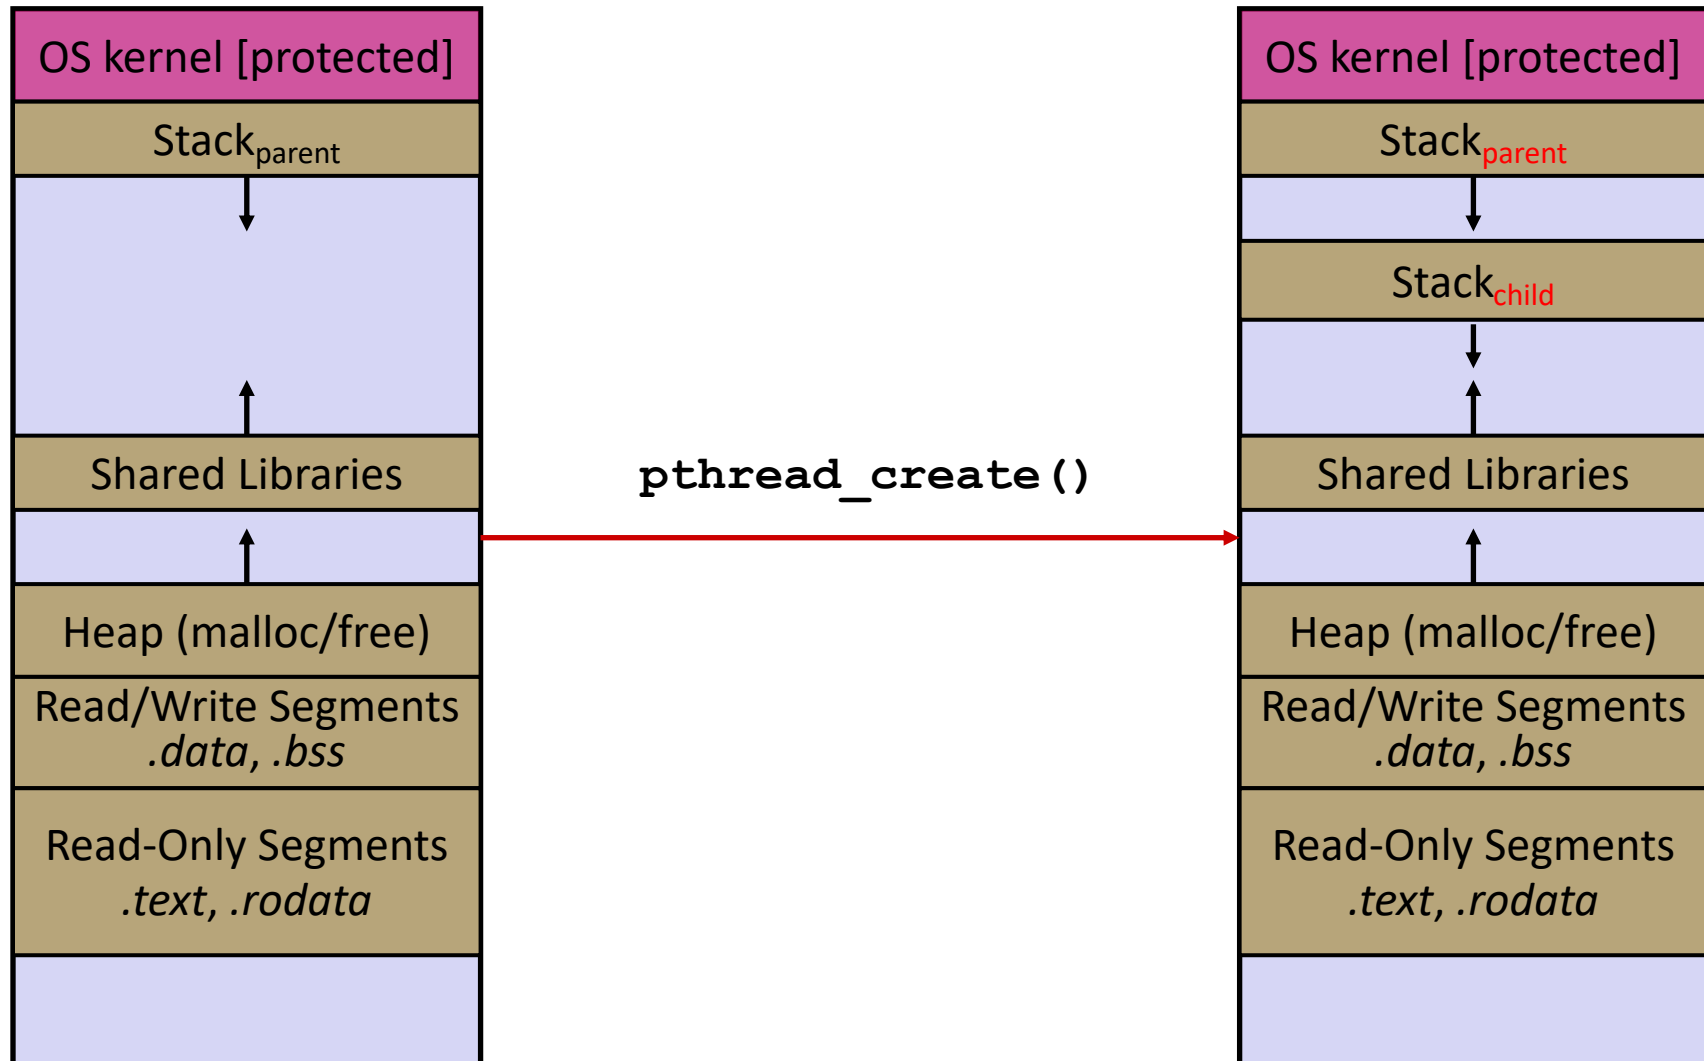 OS kernel [protected]
Stackparent
Shared Libraries
Heap (malloc/free)
Read/Write Segments
.data, .bss
Read-Only Segments
.text, .rodata
pthread_create()
OS kernel [protected]
Stackparent
Stackchild
Shared Libraries
Heap (malloc/free)
Read/Write Segments
.data, .bss
Read-Only Segments
.text, .rodata